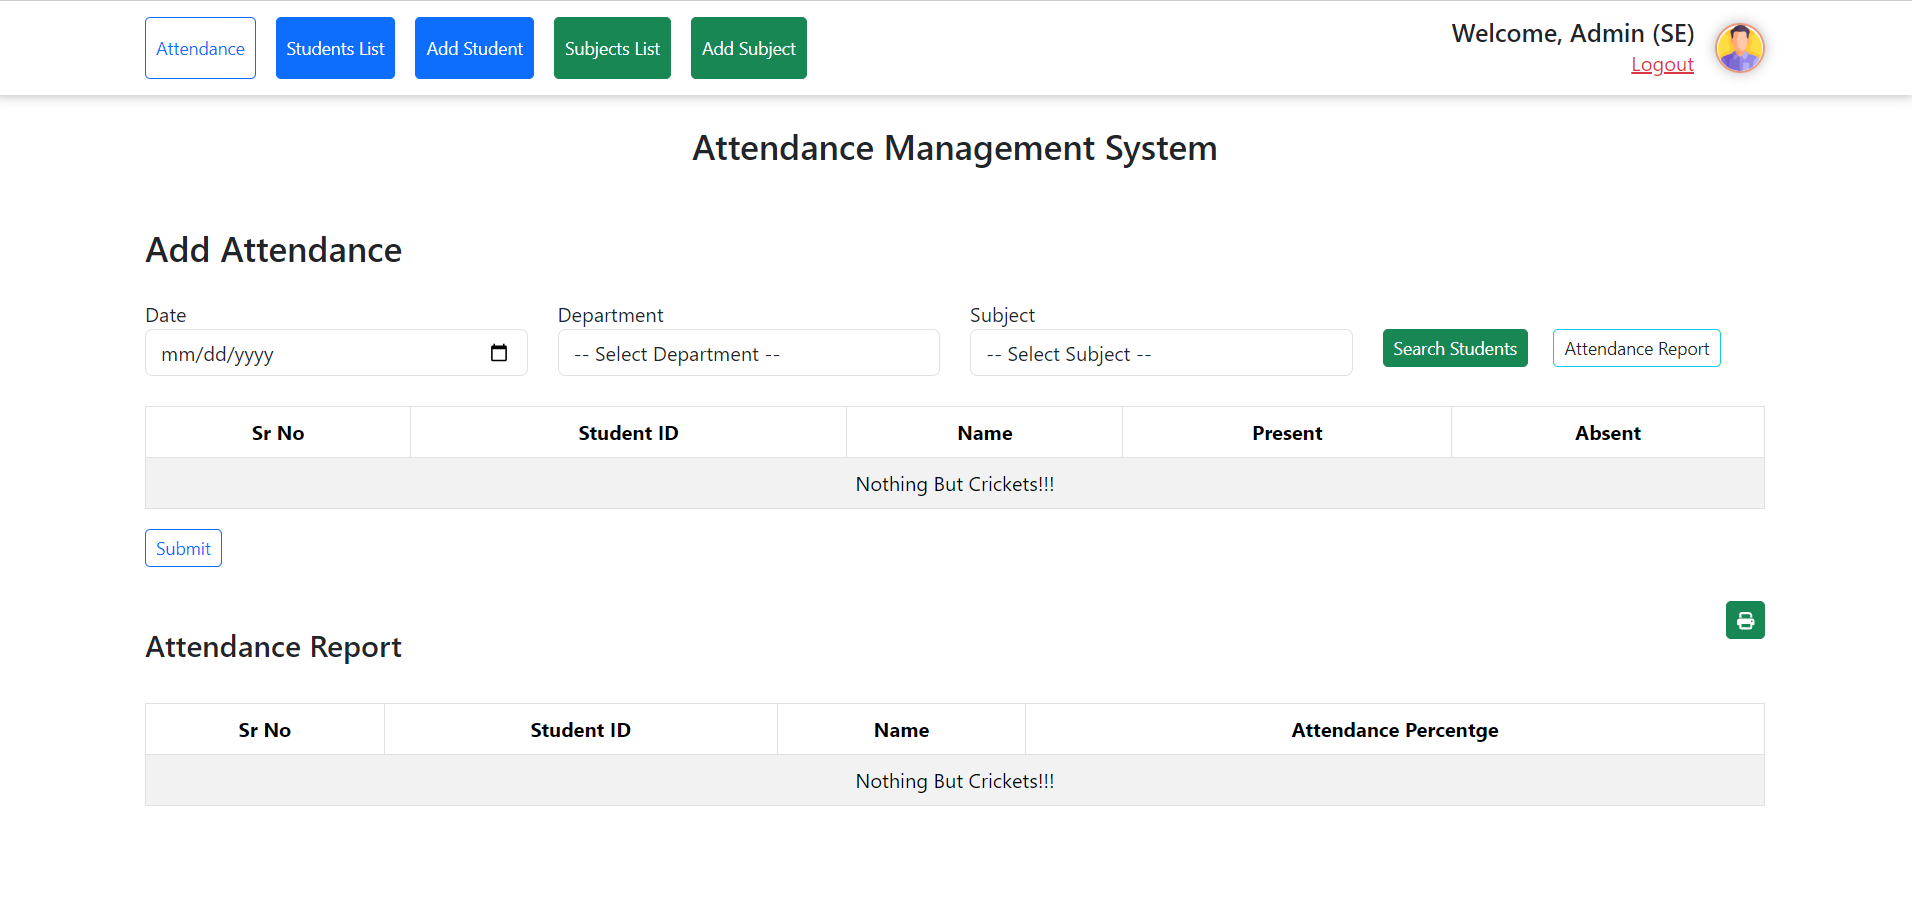 Attendance Students List Add Student Subjects List Add Subject Welcome, Admin (SE)
Logout
Attendance Management System
Add Attendance
Date Department Subject
mm/dd/yyyy -- Select Department -- -- Select Subject -- Search Students Attendance Report
Sr No Student ID Name Present Absent
Nothing But Crickets!!!
Submit
Attendance Report
Sr No Student ID Name Attendance Percentge
Nothing But Crickets!!!